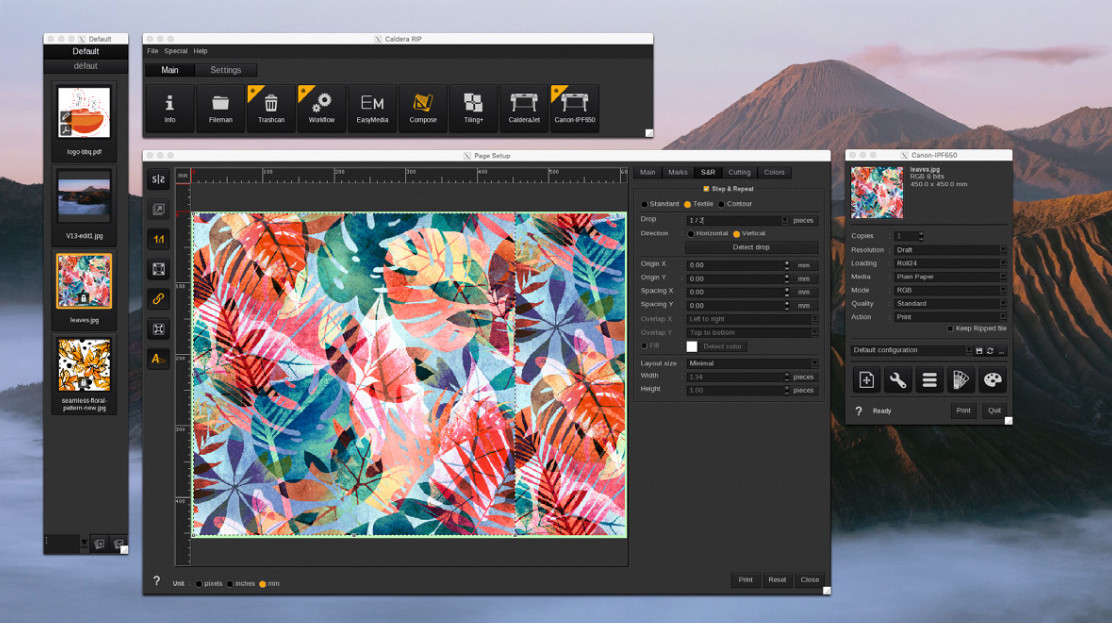 Default
Default
défaut
logo-bbq.pdf
V13-edit1.jpg
leaves.jpg
seamless-floral-
pattern-new.jpg
Caldera RIP
File Special Help
Main Settings
Info Fileman Trashcan Workflow EasyMedia Compose Tiling+ CalderaJet Canon-IPF650
EM
Page Setup
mm 100 200 300 400 500
200
300
400
Main Marks S&R Cutting Colors
Step & Repeat
Standard Textile Contour
Drop : 1 / 2 pieces
Direction : Horizontal Vertical
Detect drop
Origin X : 0.00 mm
Origin Y : 0.00 mm
Spacing X : 0.00 mm
Spacing Y : 0.00 mm
Overlap X : Left to right
Overlap Y : Top to bottom
Fill : Detect color
Layout size : Minimal
Width : 1.34 pieces
Height : 1.00 pieces
? Unit : pixels inches mm
Print Reset Close
Canon-IPF650
leaves.jpg
RGB 8 bits
450.0 x 450.0 mm
Copies : 1
Resolution : Draft
Loading : Roll24
Media : Plain Paper
Mode : RGB
Quality : Standard
Action : Print
Keep Ripped file
Default configuration ...
? Ready Print Quit